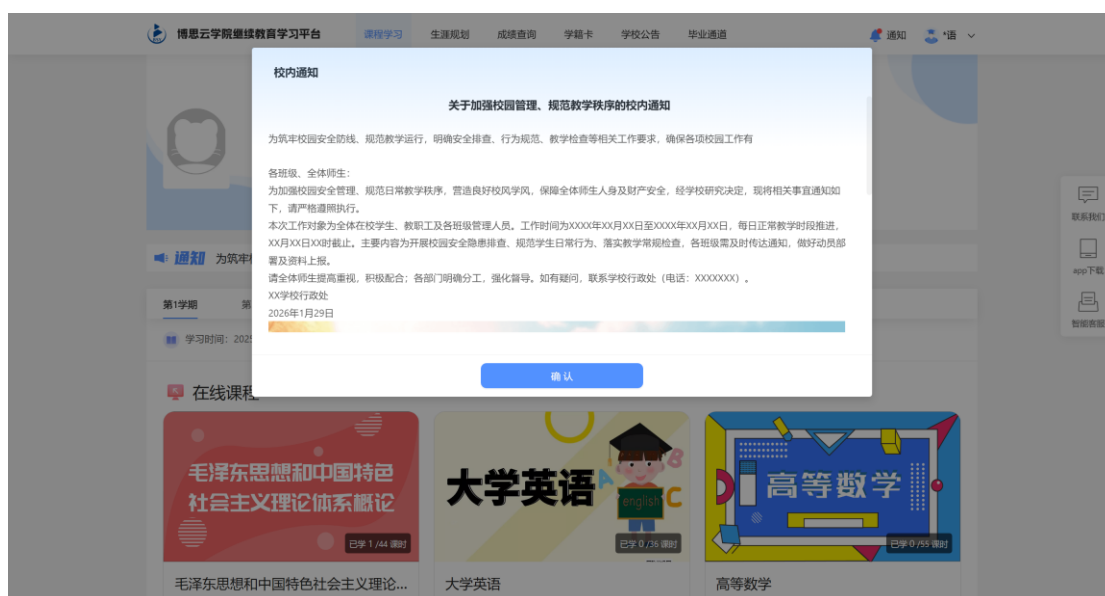 博思云学院继续教育学习平台 课程学习 生涯规划 成绩查询 学籍卡 学校公告 毕业通道 通知 *语
校内通知
关于加强校园管理、规范教学秩序的校内通知
为筑牢校园安全防线、规范教学运行，明确安全排查、行为规范、教学检查等相关工作要求，确保各项校园工作有
各班级、全体师生：
为加强校园安全管理、规范日常教学秩序，营造良好校风学风，保障全体师生人身及财产安全，经学校研究决定，现将相关事宜通知如
下，请严格遵照执行。
本次工作对象为全体在校学生、教职工及各班级管理人员。工作时间为XXXX年XX月XX日至XXXX年XX月XX日，每日正常教学时段推进，
XX月XX日XX时截止。主要内容为开展校园安全隐患排查、规范学生日常行为、落实教学常规检查，各班级需及时传达通知，做好动员部
署及资料上报。
请全体师生提高重视，积极配合；各部门明确分工，强化督导。如有疑问，联系学校行政处（电话：XXXXXXX）。
XX学校行政处
2026年1月29日
确认
联系我们
app下载
智能客服
通知 为筑牢
第1学期 第
学习时间：202
在线课程
毛泽东思想和中国特色
社会主义理论体系概论
已学 1 /44 课时
毛泽东思想和中国特色社会主义理论...
大学英语
A
B
C
english
已学 0 /36 课时
大学英语
高等数学
已学 0 /55 课时
高等数学